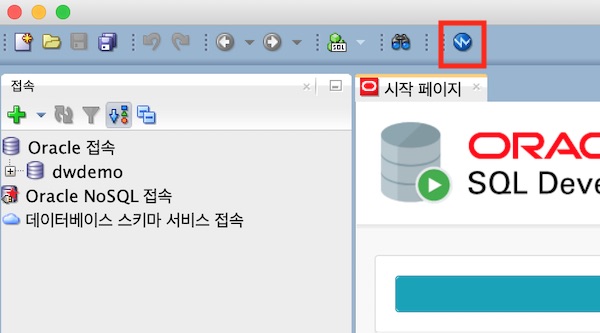 SQL
접속
시작 페이지
Oracle 접속
dwdemo
Oracle NoSQL 접속
데이터베이스 스키마 서비스 접속
SQL Deve